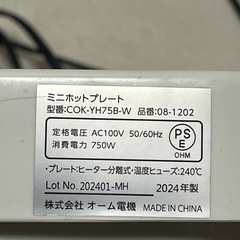 ミニホットプレート
型番:COK-YH75B-W 品番:08-1202
定格電圧 AC100V 50/60Hz
消費電力 750W
PS
E
OHM
・プレート・ヒーター分離式・温度ヒューズ:240℃
Lot No. 202401-MH 2024年製
株式会社 オーム電機 MADE IN CHINA